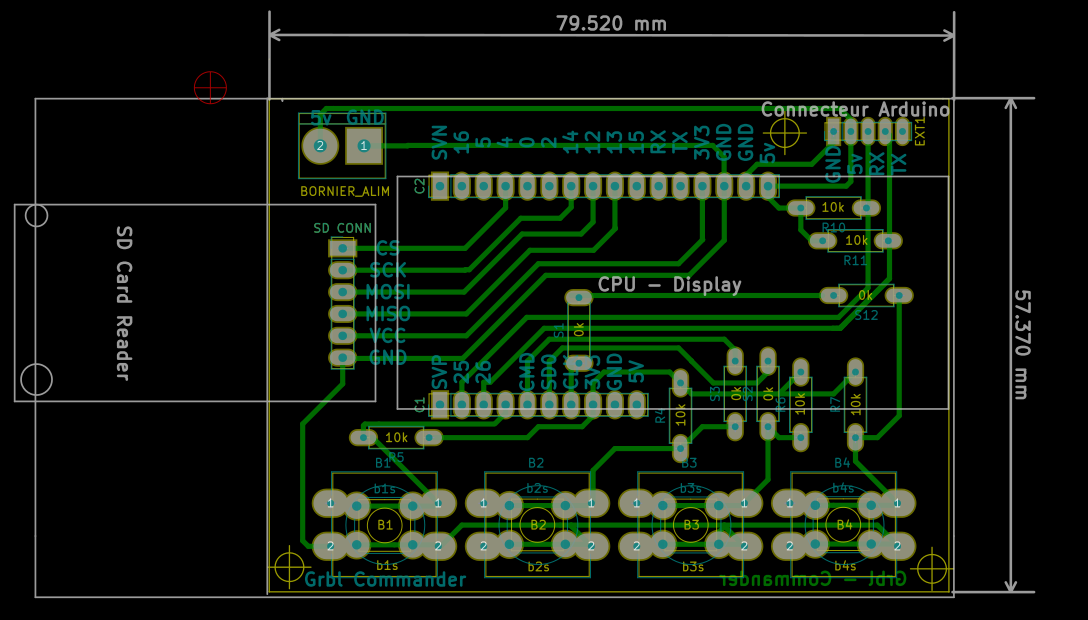 79.520 mm
Connecteur Arduino
5v GND
2 1
BORNIER_ALIM
EXT1
GND 5v RX TX
C2
SVN 16 5 4 0 2 14 12 13 15 RX TX 3V3 GND GND 5v
10k
R10
10k
R11
SD CONN
CS
SCK
MOSI
MISO
VCC
GND
SD Card Reader
CPU - Display
0k
S12
S1
0k
57.370 mm
C1
SVP 25 26 CMD SDO CLK 3V3 GND 5V
R4 10k
S3 0k
S2 0k
R6 10k
R7 10k
10k
R5
B1 B2 B3 B4
b1s b2s b3s b4s
1 1 1 1 1 1 1 1
B1 B2 B3 B4
2 2 2 2 2 2 2 2
b1s b2s b3s b4s
Grbl Commander
Grbl - Commander